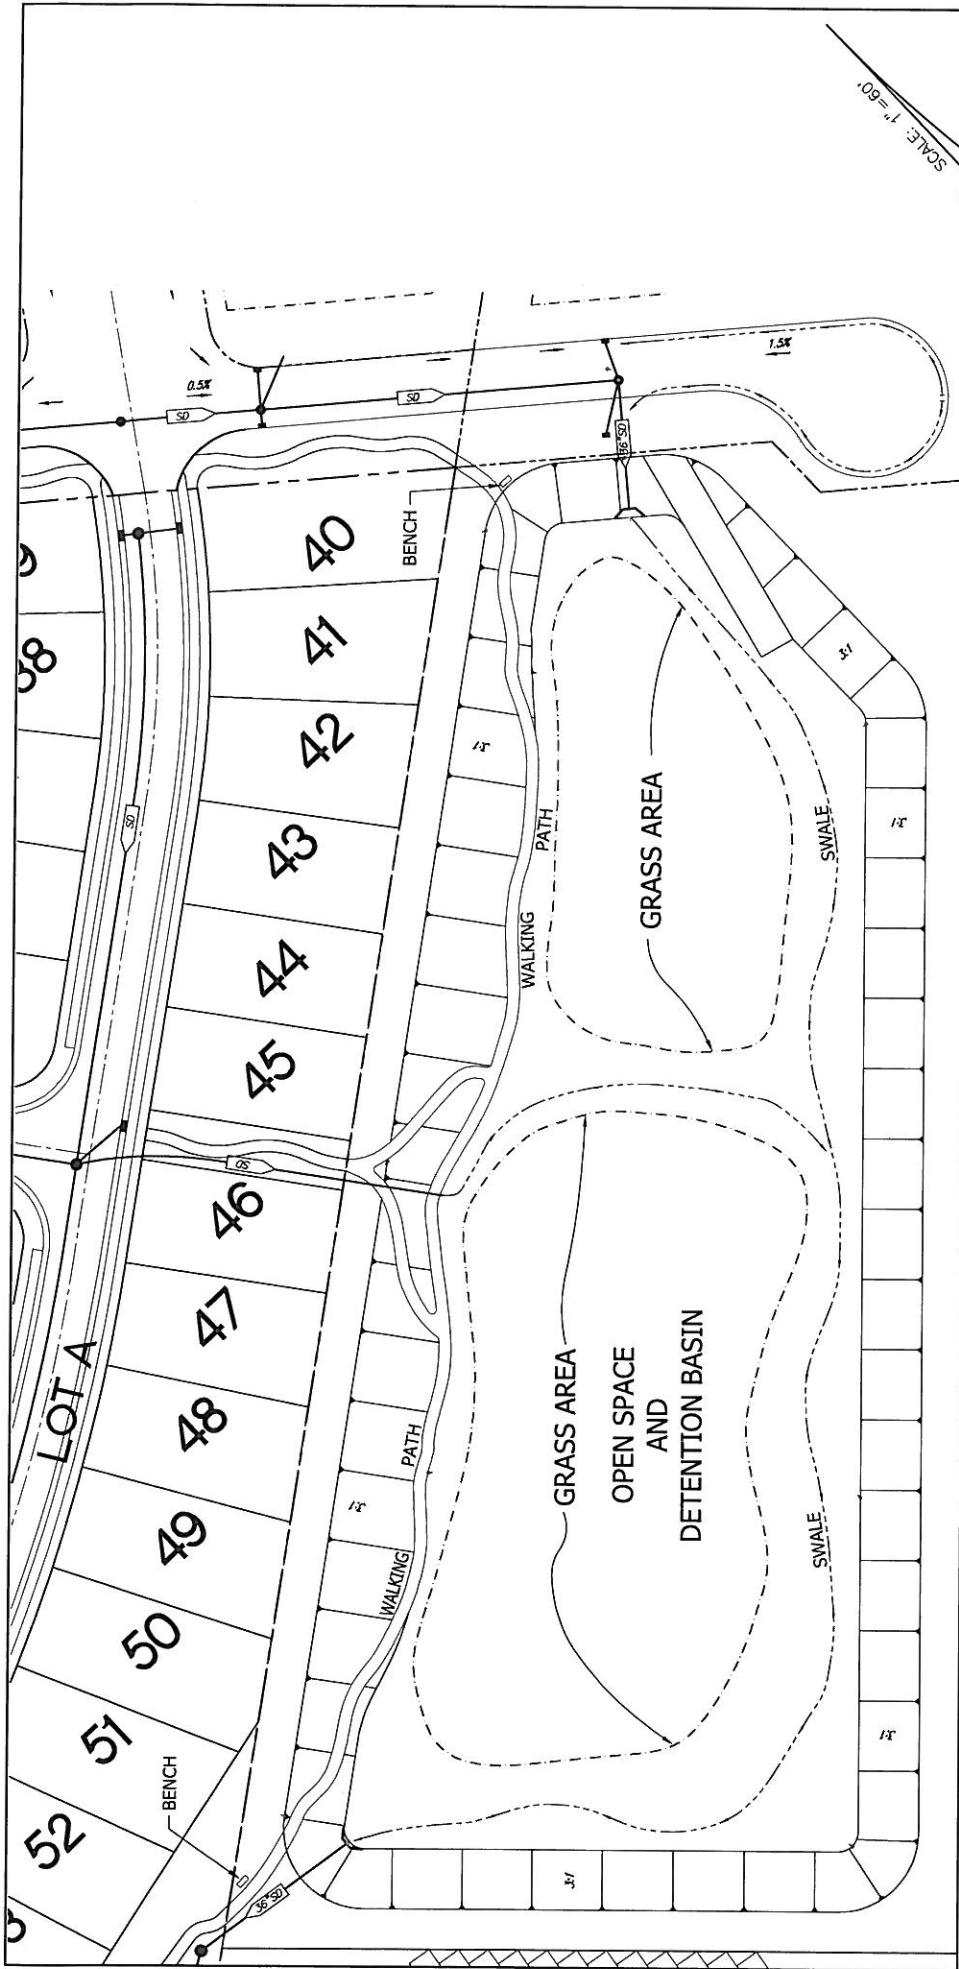 SCALE: 1"=60'
0.5%
1.5%
SD
SD
36"SD
BENCH
38
40
41
42
43
44
45
46
47
48
49
50
51
52
LOT A
SD
SD
3:1
3:1
3:1
3:1
3:1
3:1
WALKING PATH
WALKING PATH
GRASS AREA
GRASS AREA
OPEN SPACE
AND
DETENTION BASIN
SWALE
SWALE
BENCH
36"SD